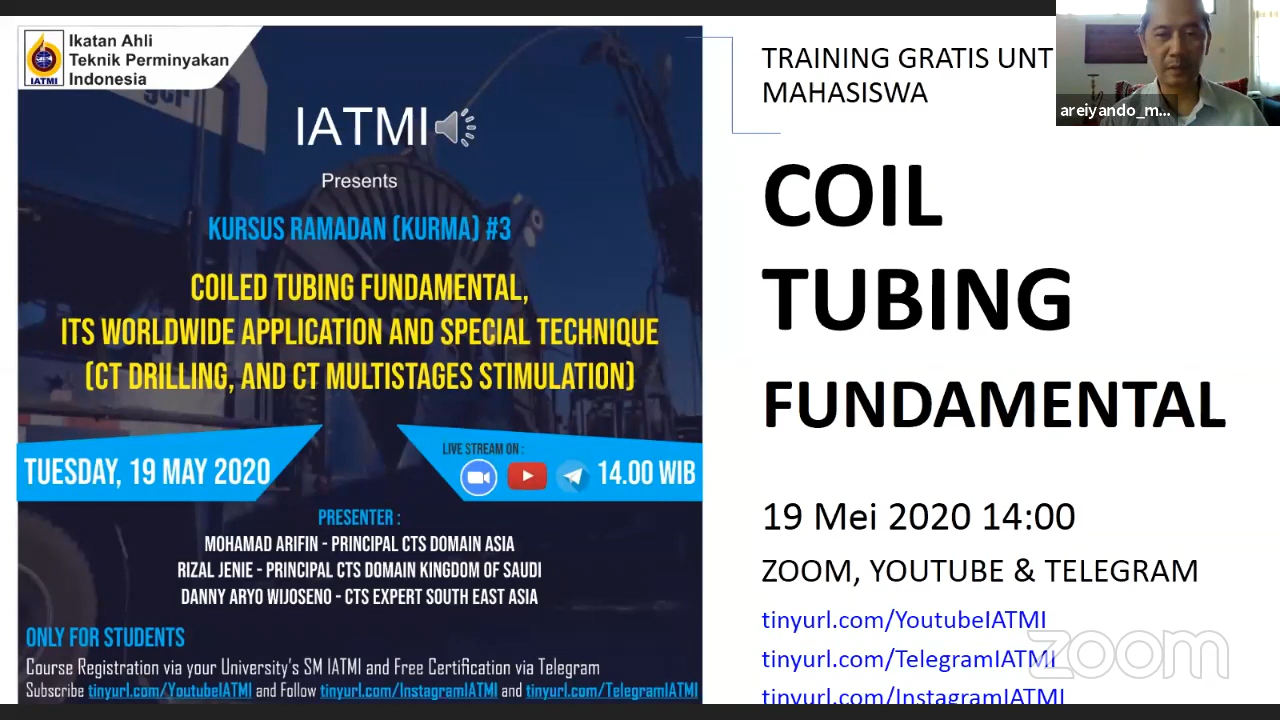 Ikatan Ahli
Teknik Perminyakan
Indonesia
IATMI
IATMI
Presents
KURSUS RAMADAN (KURMA) #3
COILED TUBING FUNDAMENTAL,
ITS WORLDWIDE APPLICATION AND SPECIAL TECHNIQUE
(CT DRILLING, AND CT MULTISTAGES STIMULATION)
TUESDAY, 19 MAY 2020
LIVE STREAM ON :
14.00 WIB
PRESENTER :
MOHAMAD ARIFIN - PRINCIPAL CTS DOMAIN ASIA
RIZAL JENIE - PRINCIPAL CTS DOMAIN KINGDOM OF SAUDI
DANNY ARYO WIJOSENO - CTS EXPERT SOUTH EAST ASIA
ONLY FOR STUDENTS
Course Registration via your University's SM IATMI and Free Certification via Telegram
Subscribe tinyurl.com/YoutubeIATMI and Follow tinyurl.com/InstagramIATMI and tinyurl.com/TelegramIATMI
TRAINING GRATIS UNT
MAHASISWA
areiyando_m...
COIL
TUBING
FUNDAMENTAL
19 Mei 2020 14:00
ZOOM, YOUTUBE & TELEGRAM
tinyurl.com/YoutubeIATMI
tinyurl.com/TelegramIATMI
tinyurl.com/InstagramIATMI
zoom